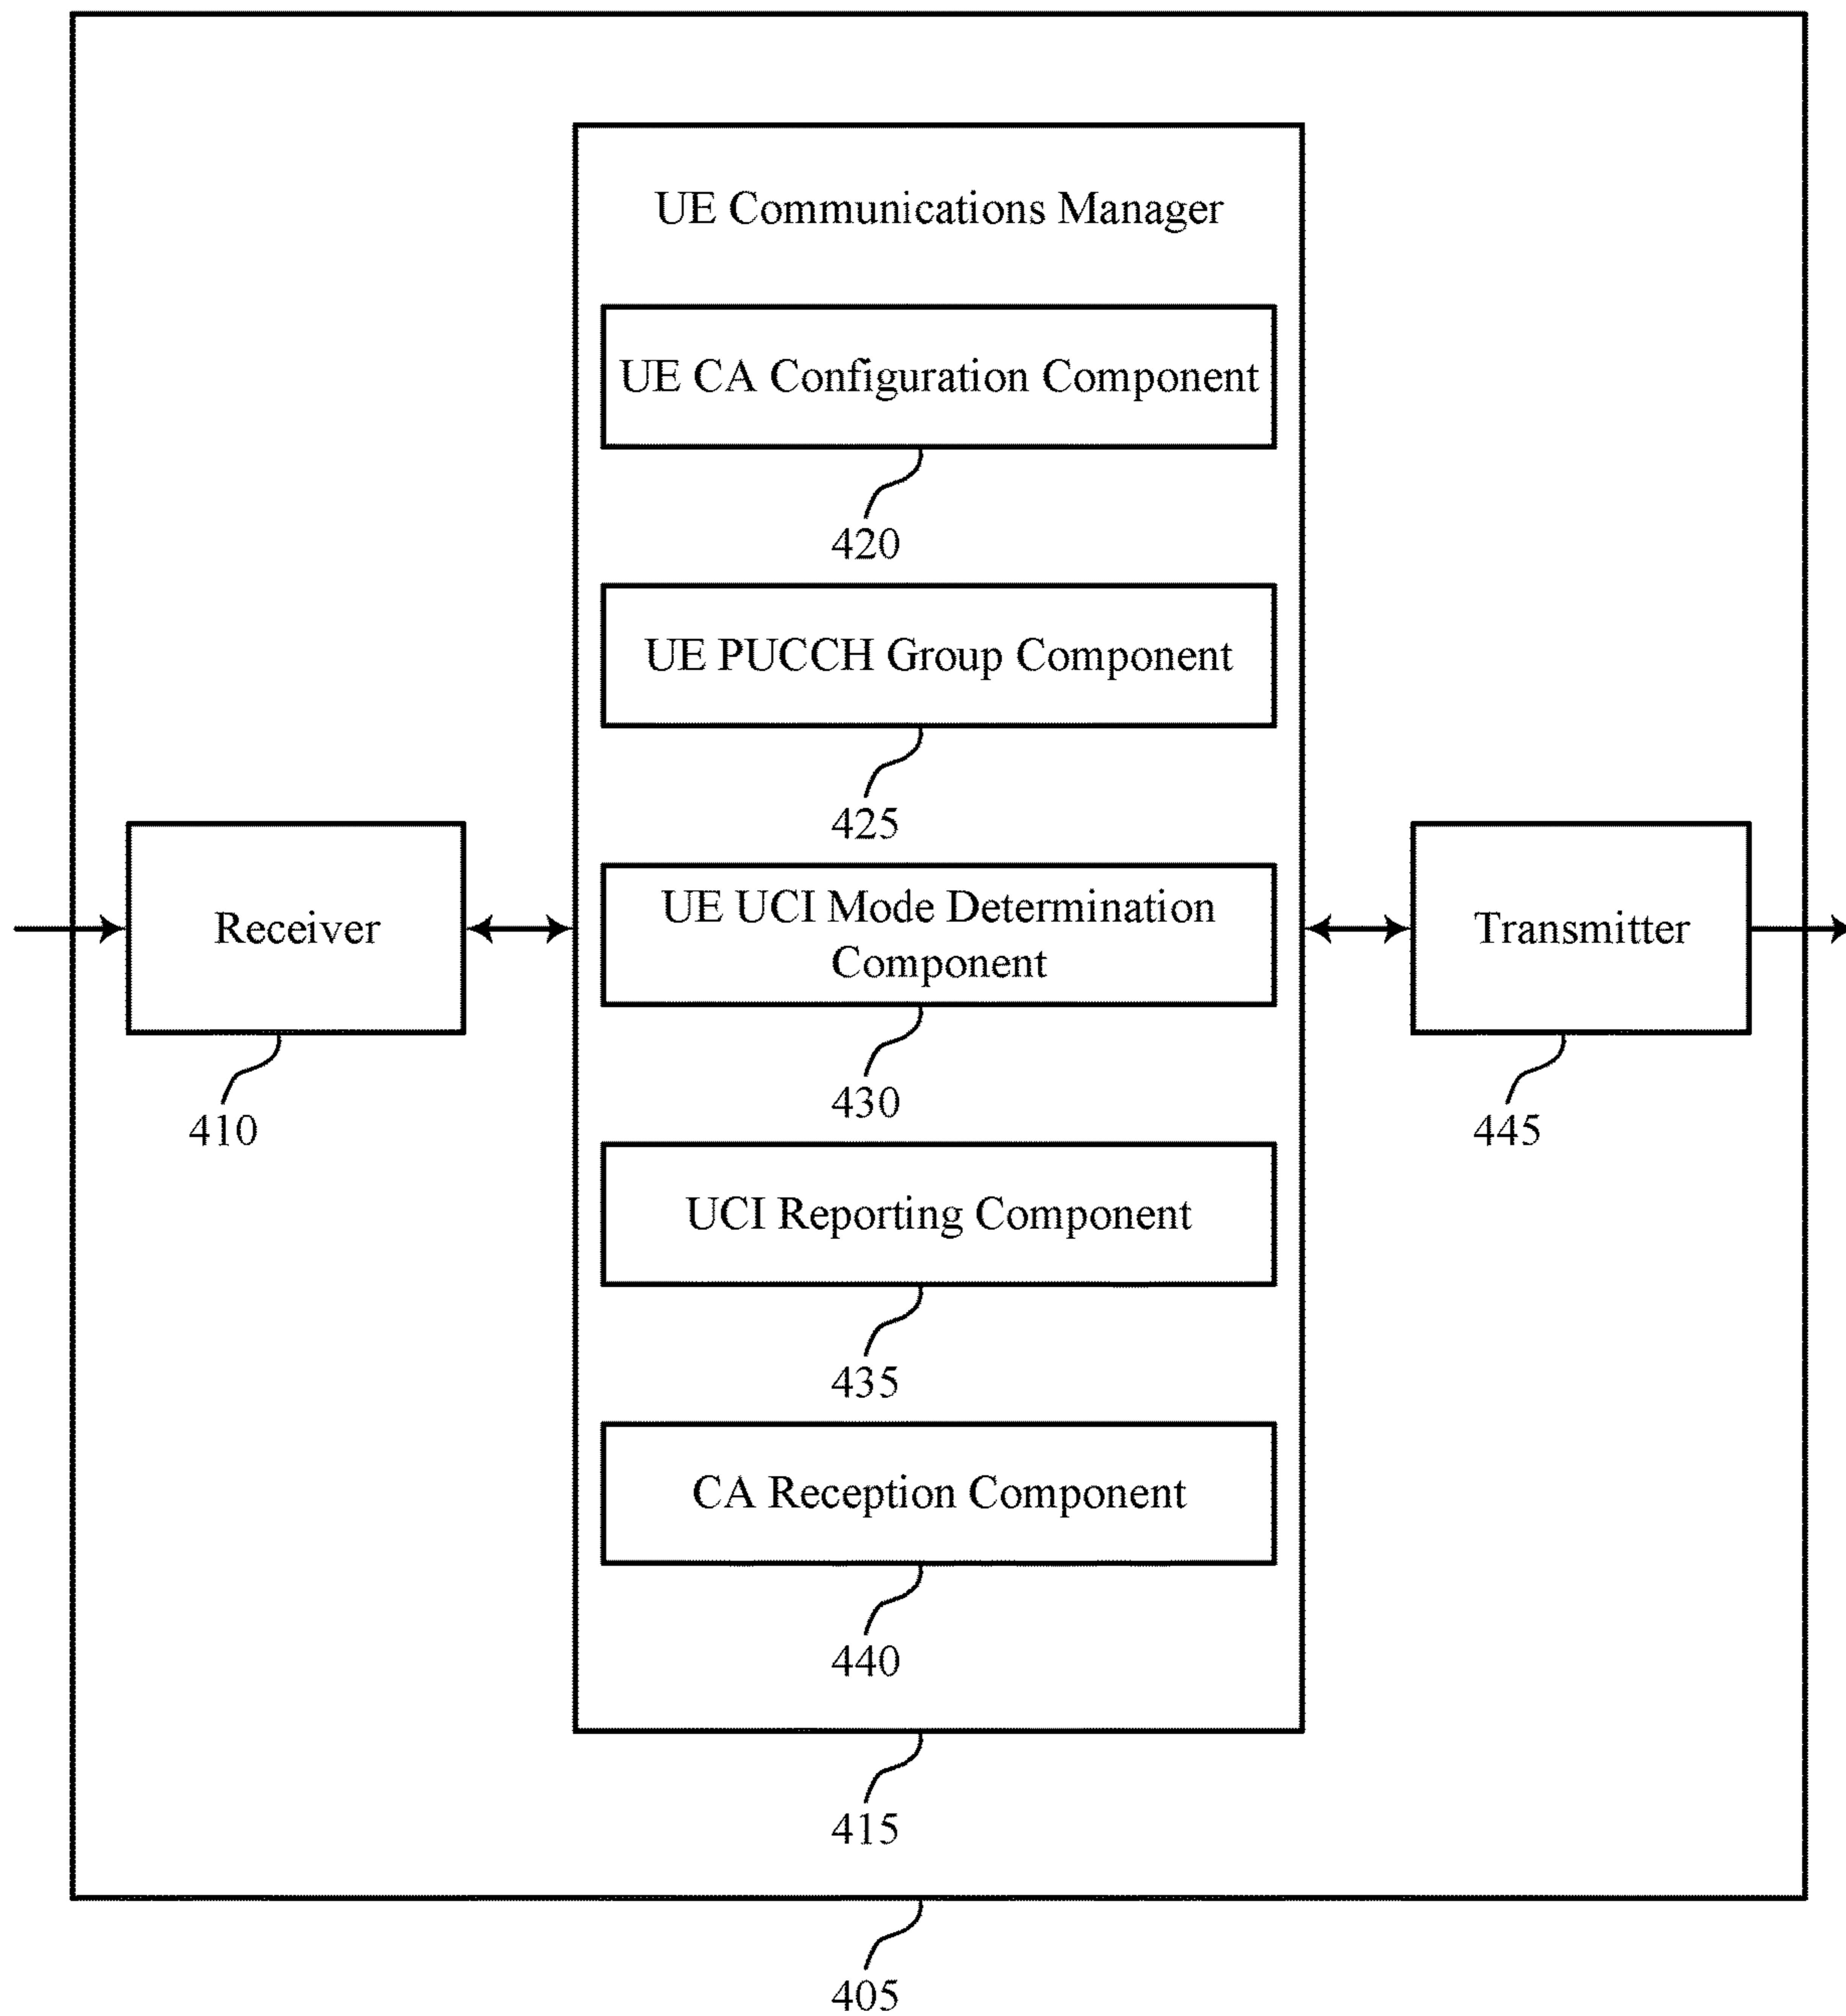 UE Communications Manager
UE CA Configuration Component
420
UE PUCCH Group Component
425
Receiver
410
UE UCI Mode Determination
Component
430
Transmitter
445
UCI Reporting Component
435
CA Reception Component
440
415
405